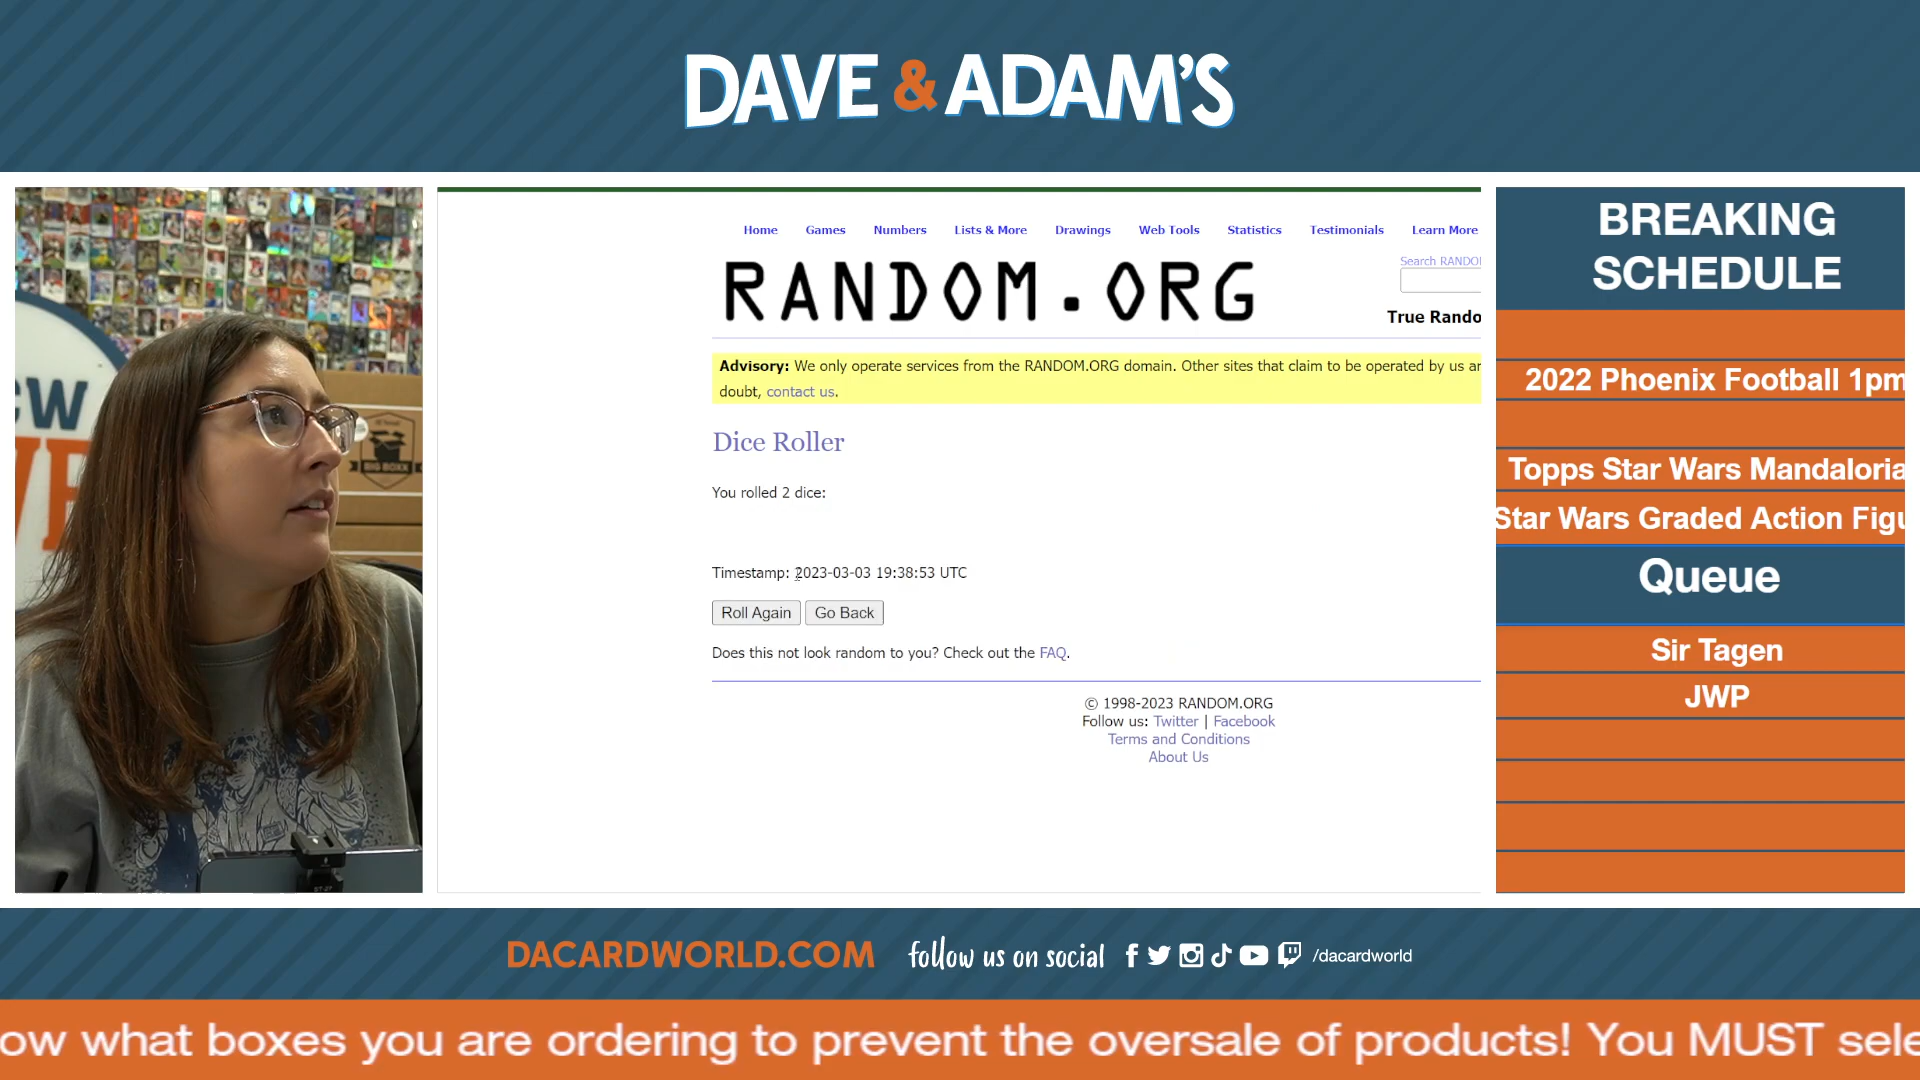 DAVE & ADAM'S
CW
BIG BOXX
Home Games Numbers Lists & More Drawings Web Tools Statistics Testimonials Learn More
RANDOM.ORG
Search RANDO
True Rando
Advisory: We only operate services from the RANDOM.ORG domain. Other sites that claim to be operated by us ar
doubt, contact us.
Dice Roller
You rolled 2 dice:
Timestamp: 2023-03-03 19:38:53 UTC
Roll Again Go Back
Does this not look random to you? Check out the FAQ.
© 1998-2023 RANDOM.ORG
Follow us: Twitter | Facebook
Terms and Conditions
About Us
BREAKING
SCHEDULE
2022 Phoenix Football 1pm
Topps Star Wars Mandaloria
Star Wars Graded Action Figu
Queue
Sir Tagen
JWP
DACARDWORLD.COM follow us on social /dacardworld
ow what boxes you are ordering to prevent the oversale of products! You MUST sele